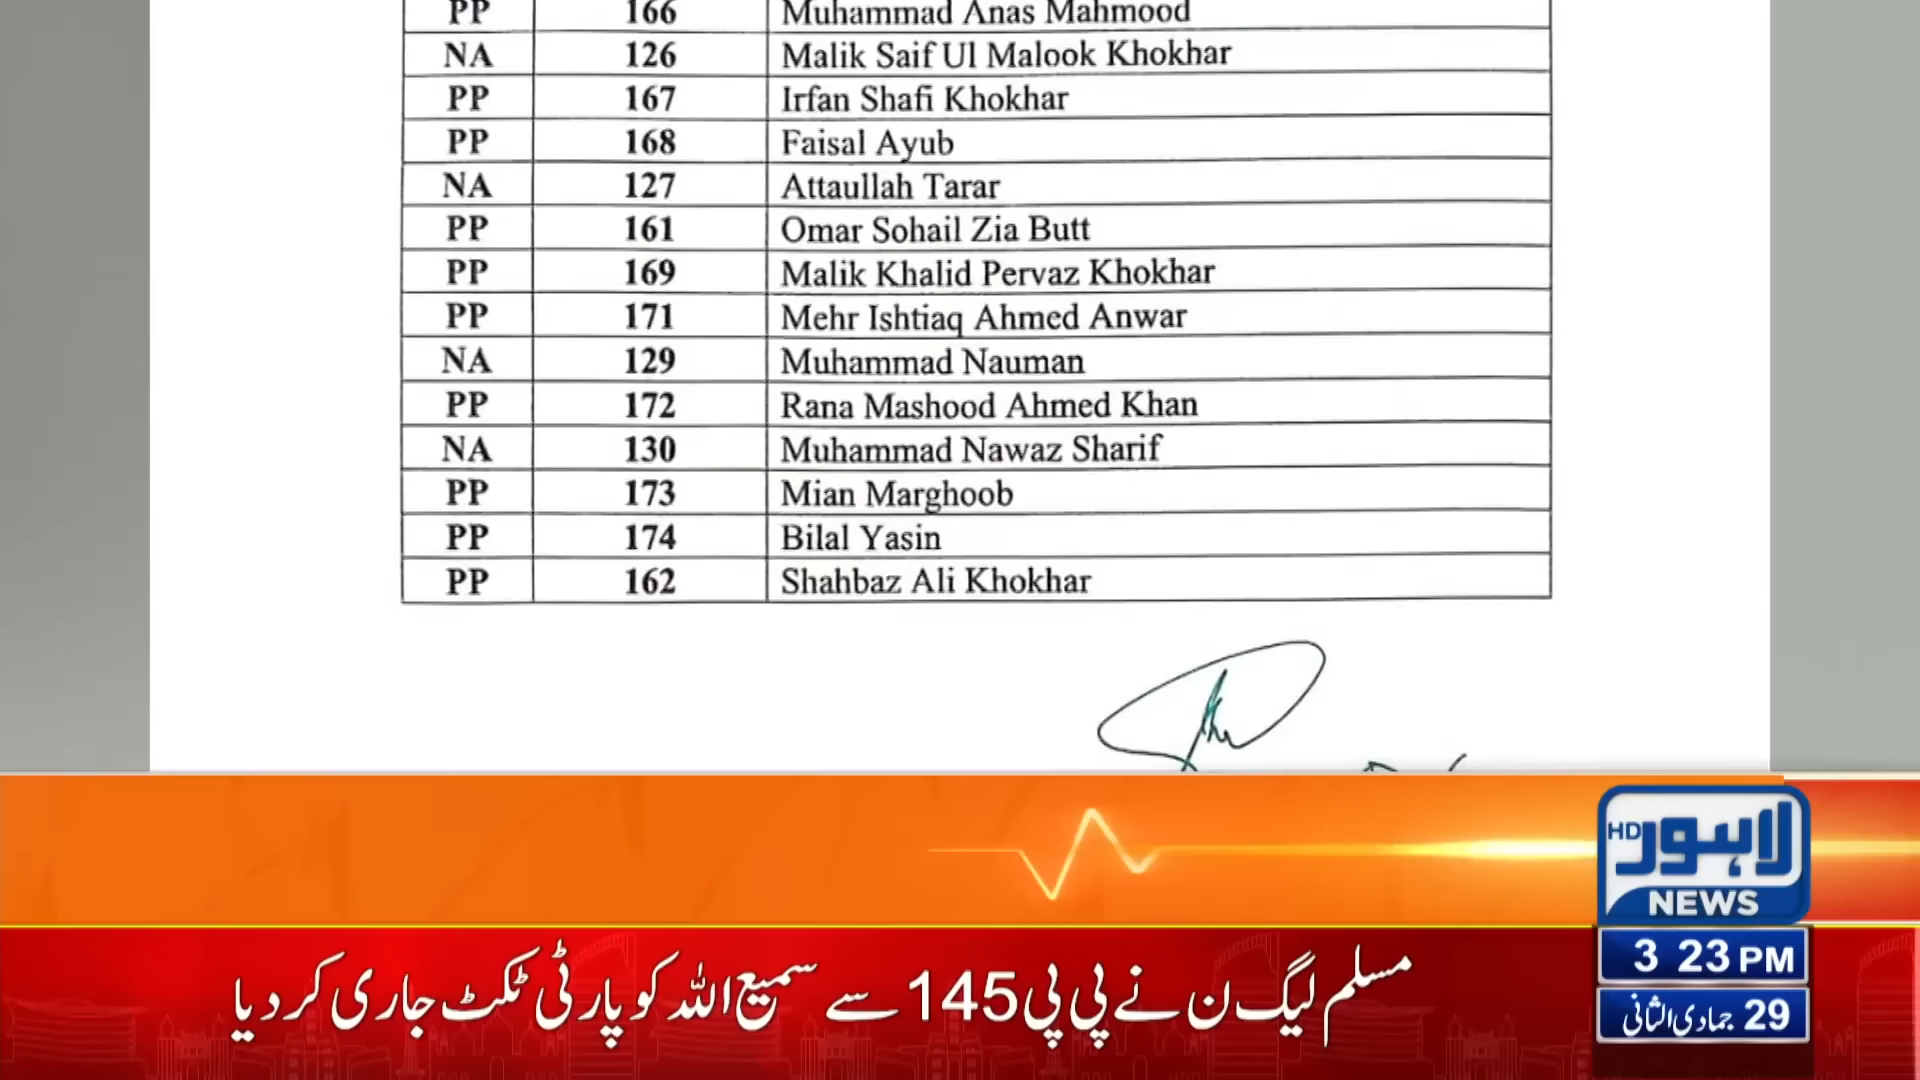 PP 166 Muhammad Anas Mahmood
NA 126 Malik Saif Ul Malook Khokhar
PP 167 Irfan Shafi Khokhar
PP 168 Faisal Ayub
NA 127 Attaullah Tarar
PP 161 Omar Sohail Zia Butt
PP 169 Malik Khalid Pervaz Khokhar
PP 171 Mehr Ishtiaq Ahmed Anwar
NA 129 Muhammad Nauman
PP 172 Rana Mashood Ahmed Khan
NA 130 Muhammad Nawaz Sharif
PP 173 Mian Marghoob
PP 174 Bilal Yasin
PP 162 Shahbaz Ali Khokhar
HD لاہور
NEWS
3 23 PM
مسلم لیگ ن نے پی پی 145 سے سمیع اللہ کو پارٹی ٹکٹ جاری کر دیا
29 جمادی الثانی